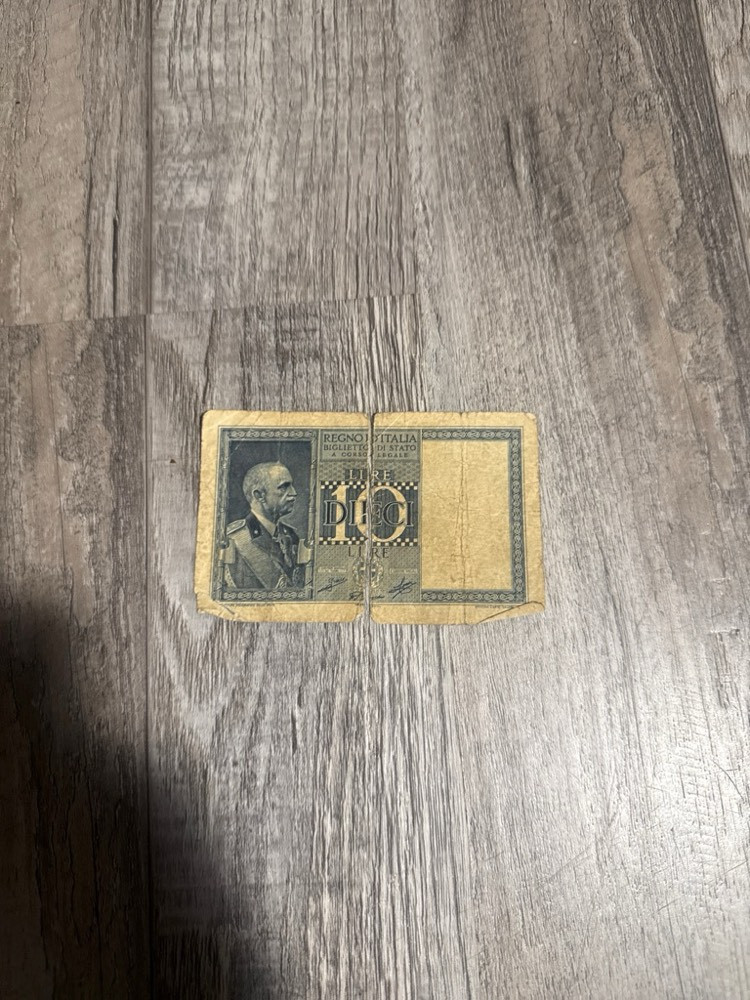 REGNO D'ITALIA
BIGLIETTO DI STATO
A CORSO LEGALE
LIRE
10
DIECI
LIRE